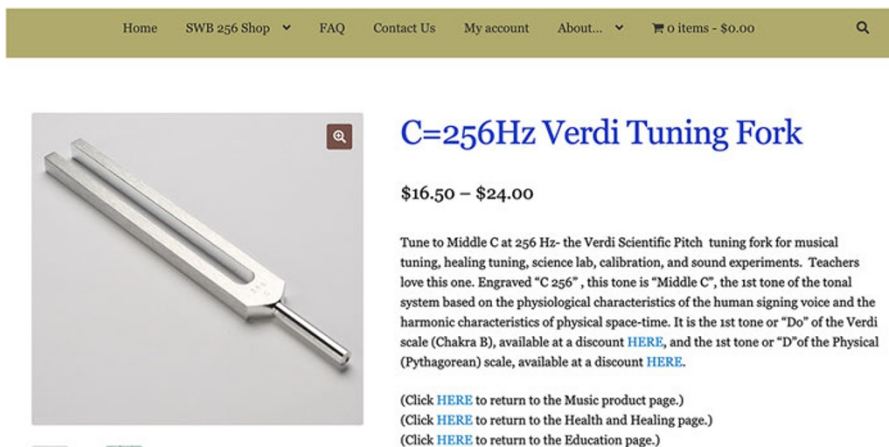 Home SWB 256 Shop FAQ Contact Us My account About... 0 items - $0.00
C=256Hz Verdi Tuning Fork
$16.50 – $24.00
Tune to Middle C at 256 Hz- the Verdi Scientific Pitch tuning fork for musical
tuning, healing tuning, science lab, calibration, and sound experiments. Teachers
love this one. Engraved “C 256” , this tone is “Middle C”, the 1st tone of the tonal
system based on the physiological characteristics of the human signing voice and the
harmonic characteristics of physical space-time. It is the 1st tone or “Do” of the Verdi
scale (Chakra B), available at a discount HERE, and the 1st tone or “D”of the Physical
(Pythagorean) scale, available at a discount HERE.
(Click HERE to return to the Music product page.)
(Click HERE to return to the Health and Healing page.)
(Click HERE to return to the Education page.)